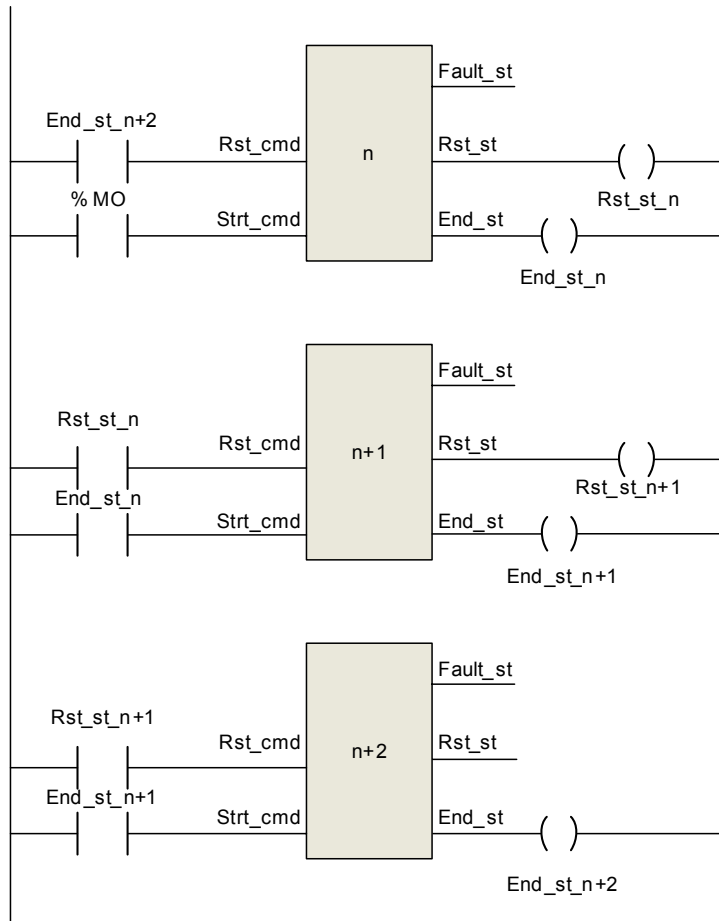 Fault_st
End_st_n+2
Rst_cmd
n
Rst_st
% MO
Rst_st_n
Strt_cmd
End_st
End_st_n
Fault_st
Rst_st_n
Rst_cmd
n+1
Rst_st
End_st_n
Rst_st_n+1
Strt_cmd
End_st
End_st_n+1
Fault_st
Rst_st_n+1
Rst_cmd
n+2
Rst_st
End_st_n+1
Strt_cmd
End_st
End_st_n+2